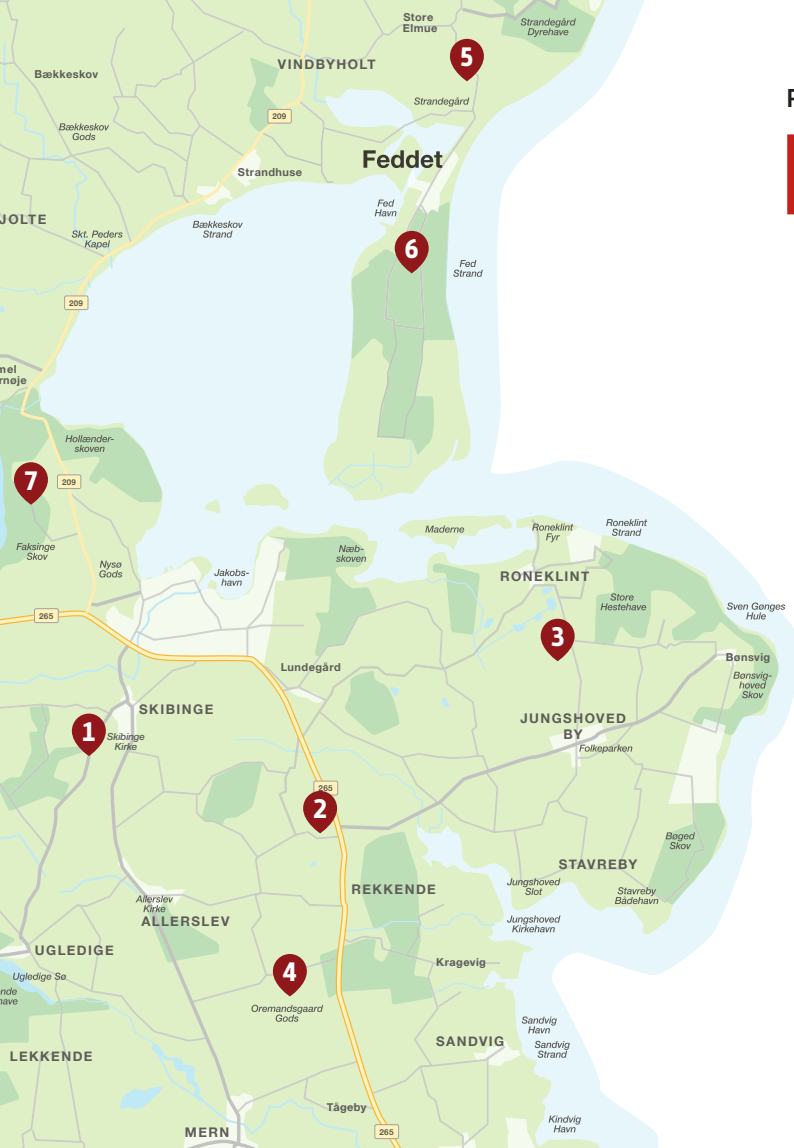 Store
Elmue
Strandegård
Dyrehave
VINDBYHOLT
5
Bækkeskov
Strandegård
209
Bækkeskov
Gods
Feddet
Strandhuse
Fed
Havn
JOLTE
Bækkeskov
Strand
Skt. Peders
Kapel
6
Fed
Strand
209
mel
rnøje
Hollænder-
skoven
7
209
Maderne
Roneklint
Fyr
Roneklint
Strand
Faksinge
Skov
Næb-
skoven
Nysø
Gods
Jakobs-
havn
RONEKLINT
Store
Hestehave
Sven Gønges
Hule
265
3
Lundegård
Bønsvig
Bønsvig-
hoved
Skov
SKIBINGE
1
Skibinge
Kirke
JUNGSHOVED
BY
Folkeparken
265
2
Bøged
Skov
STAVREBY
REKKENDE
Jungshoved
Slot
Stavreby
Bådehavn
Allerslev
Kirke
ALLERSLEV
Jungshoved
Kirkehavn
UGLEDIGE
Kragevig
4
Ugledige Sø
nde
nave
Oremandsgaard
Gods
Sandvig
Havn
SANDVIG
Sandvig
Strand
LEKKENDE
Tågeby
Kindvig
Havn
MERN
265